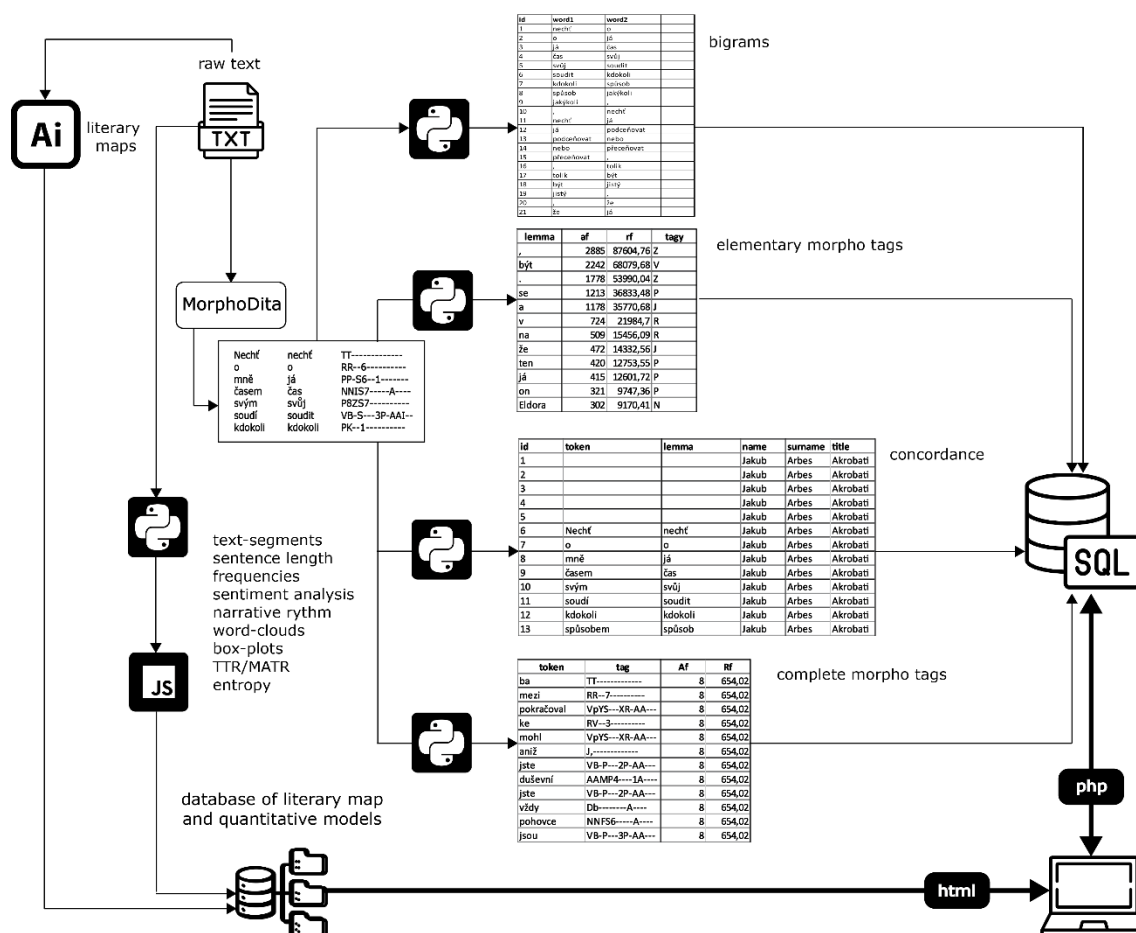 raw text
TXT
Ai
literary
maps
MorphoDita
Nechť nechť TT-------------
o o RR--6----------
mně já PP-S6--1-------
časem čas NNIS7-----A----
svým svůj P8ZS7----------
soudí soudit VB-S---3P-AAI--
kdokoli kdokoli PK--1----------
id word1 word2
1 nechť o
2 o já
3 já čas
4 čas svůj
5 svůj soudit
6 soudit kdokoli
7 kdokoli spůsob
8 spůsob jakýkoli
9 jakýkoli ,
10 , nechť
11 nechť já
12 já podceňovat
13 podceňovat nebo
14 nebo přeceňovat
15 přeceňovat ,
16 , tolik
17 tolik být
18 být jistý
19 jistý ,
20 , že
21 že já
bigrams
lemma af rf tagy
, 2885 87604,76 Z
být 2242 68079,68 V
. 1778 53990,04 Z
se 1213 36833,48 P
a 1178 35770,68 J
v 724 21984,7 R
na 509 15456,09 R
že 472 14332,56 J
ten 420 12753,55 P
já 415 12601,72 P
on 321 9747,36 P
Eldora 302 9170,41 N
elementary morpho tags
id token lemma name surname title
1 Jakub Arbes Akrobati
2 Jakub Arbes Akrobati
3 Jakub Arbes Akrobati
4 Jakub Arbes Akrobati
5 Jakub Arbes Akrobati
6 Nechť nechť Jakub Arbes Akrobati
7 o o Jakub Arbes Akrobati
8 mně já Jakub Arbes Akrobati
9 časem čas Jakub Arbes Akrobati
10 svým svůj Jakub Arbes Akrobati
11 soudí soudit Jakub Arbes Akrobati
12 kdokoli kdokoli Jakub Arbes Akrobati
13 spůsobem spůsob Jakub Arbes Akrobati
concordance
token tag Af Rf
ba TT------------- 8 654,02
mezi RR--7---------- 8 654,02
pokračoval VpYS---XR-AA--- 8 654,02
ke RV--3---------- 8 654,02
mohl VpYS---XR-AA--- 8 654,02
aniž J,------------- 8 654,02
jste VB-P---2P-AA--- 8 654,02
duševní AAMP4----1A---- 8 654,02
jste VB-P---2P-AA--- 8 654,02
vždy Db--------A---- 8 654,02
pohovce NNFS6-----A---- 8 654,02
jsou VB-P---3P-AA--- 8 654,02
complete morpho tags
text-segments
sentence length
frequencies
sentiment analysis
narrative rythm
word-clouds
box-plots
TTR/MATR
entropy
JS
database of literary map
and quantitative models
SQL
php
html